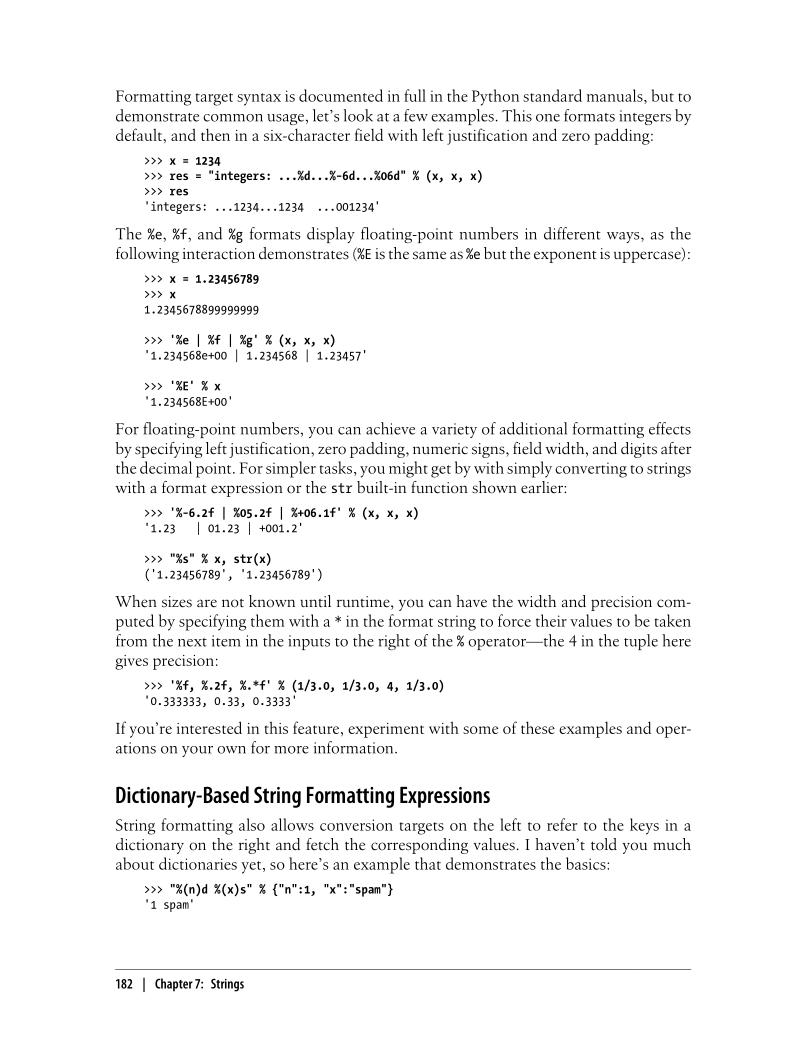 Formatting target syntax is documented in full in the Python standard manuals, but to
demonstrate common usage, let's look at a few examples. This one formats integers by
default, and then in a six-character field with left justification and zero padding:
>>> x = 1234
>>> res = "integers: ...%d...%-6d...%06d" % (x, x, x)
>>> res
'integers: ...1234...1234  ...001234'
The %e, %f, and %g formats display floating-point numbers in different ways, as the
following interaction demonstrates (%E is the same as %e but the exponent is uppercase):
>>> x = 1.23456789
>>> x
1.2345678899999999
>>> '%e | %f | %g' % (x, x, x)
'1.234568e+00 | 1.234568 | 1.23457'
>>> '%E' % x
'1.234568E+00'
For floating-point numbers, you can achieve a variety of additional formatting effects
by specifying left justification, zero padding, numeric signs, field width, and digits after
the decimal point. For simpler tasks, you might get by with simply converting to strings
with a format expression or the str built-in function shown earlier:
>>> '%-6.2f | %05.2f | %+06.1f' % (x, x, x)
'1.23   | 01.23 | +001.2'
>>> "%s" % x, str(x)
('1.23456789', '1.23456789')
When sizes are not known until runtime, you can have the width and precision com-
puted by specifying them with a * in the format string to force their values to be taken
from the next item in the inputs to the right of the % operator—the 4 in the tuple here
gives precision:
>>> '%f, %.2f, %.*f' % (1/3.0, 1/3.0, 4, 1/3.0)
'0.333333, 0.33, 0.3333'
If you're interested in this feature, experiment with some of these examples and oper-
ations on your own for more information.
Dictionary-Based String Formatting Expressions
String formatting also allows conversion targets on the left to refer to the keys in a
dictionary on the right and fetch the corresponding values. I haven't told you much
about dictionaries yet, so here's an example that demonstrates the basics:
>>> "%(n)d %(x)s" % {"n":1, "x":"spam"}
'1 spam'
182 | Chapter 7: Strings